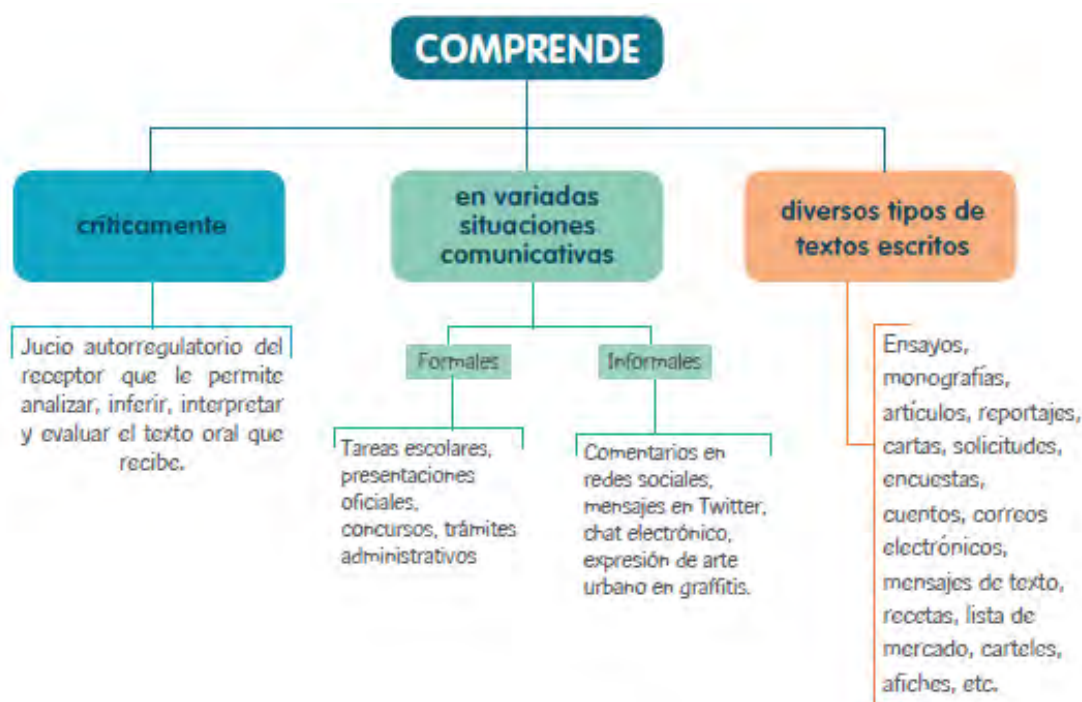 COMPRENDE
críticamente
Jucio autorregulatorio del
receptor que le permite
analizar, inferir, interpretar
y evaluar el texto oral que
recibe.
en variadas
situaciones
comunicativas
Formales
Tareas escolares,
presentaciones
oficiales,
concursos, trámites
administrativos
Informales
Comentarios en
redes sociales,
mensajes en Twitter,
chat electrónico,
expresión de arte
urbano en graffitis.
diversos tipos de
textos escritos
Ensayos,
monografías,
artículos, reportajes,
cartas, solicitudes,
encuestas,
cuentos, correos
electrónicos,
mensajes de texto,
recetas, lista de
mercado, carteles,
afiches, etc.